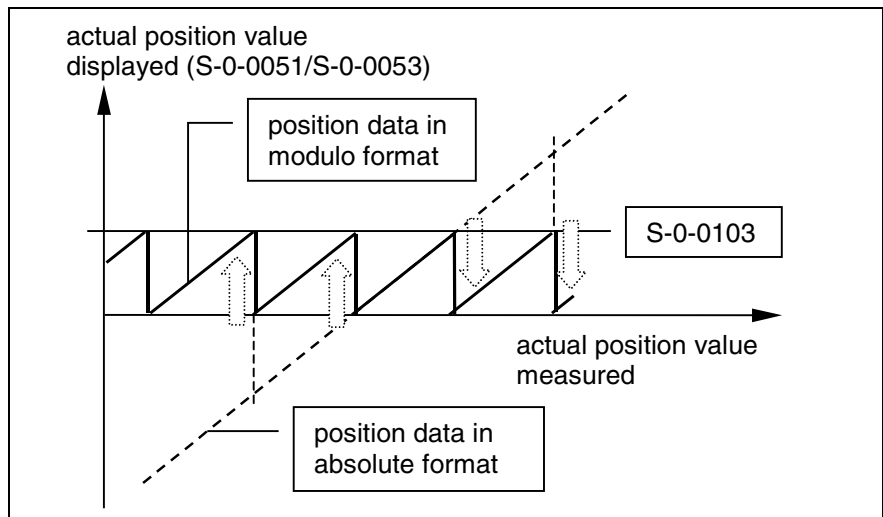 actual position value
displayed (S-0-0051/S-0-0053)
position data in
modulo format
S-0-0103
actual position value
measured
position data in
absolute format